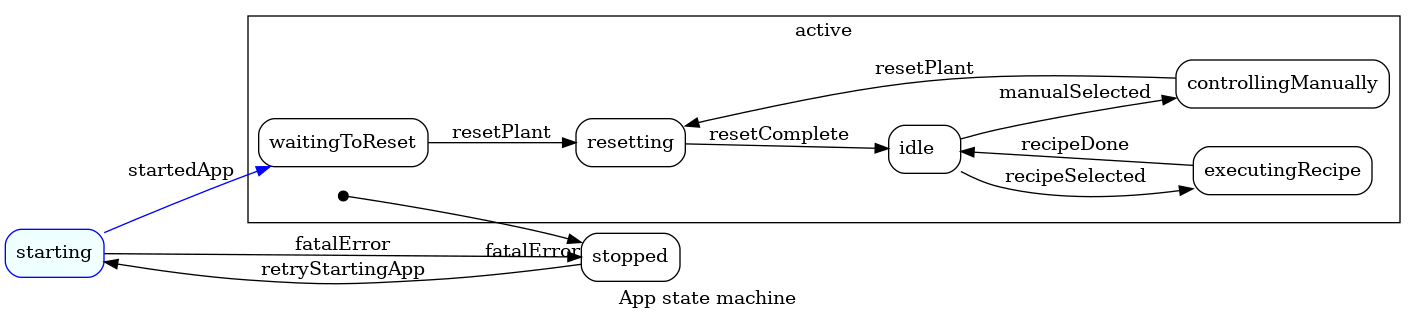 active
resetPlant
controllingManually
manualSelected
waitingToReset
resetPlant
resetting
resetComplete
idle
recipeDone
executingRecipe
recipeSelected
startedApp
starting
fatalError
fatalError
stopped
retryStartingApp
App state machine